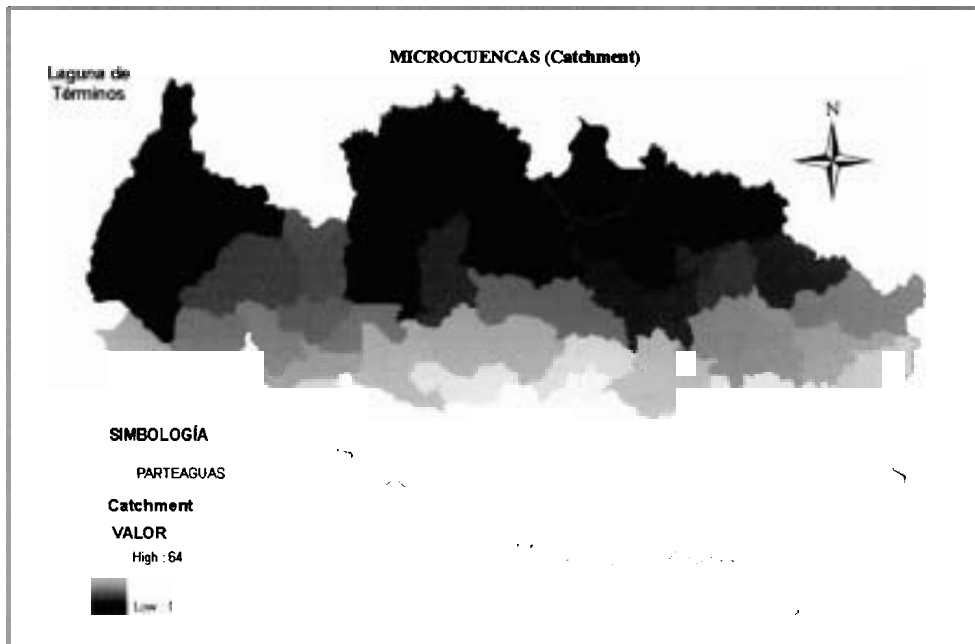 MICROCUENCAS (Catchment)
Laguna de
Términos
N
SIMBOLOGÍA
PARTEAGUAS
Catchment
VALOR
High : 64
Low : 1